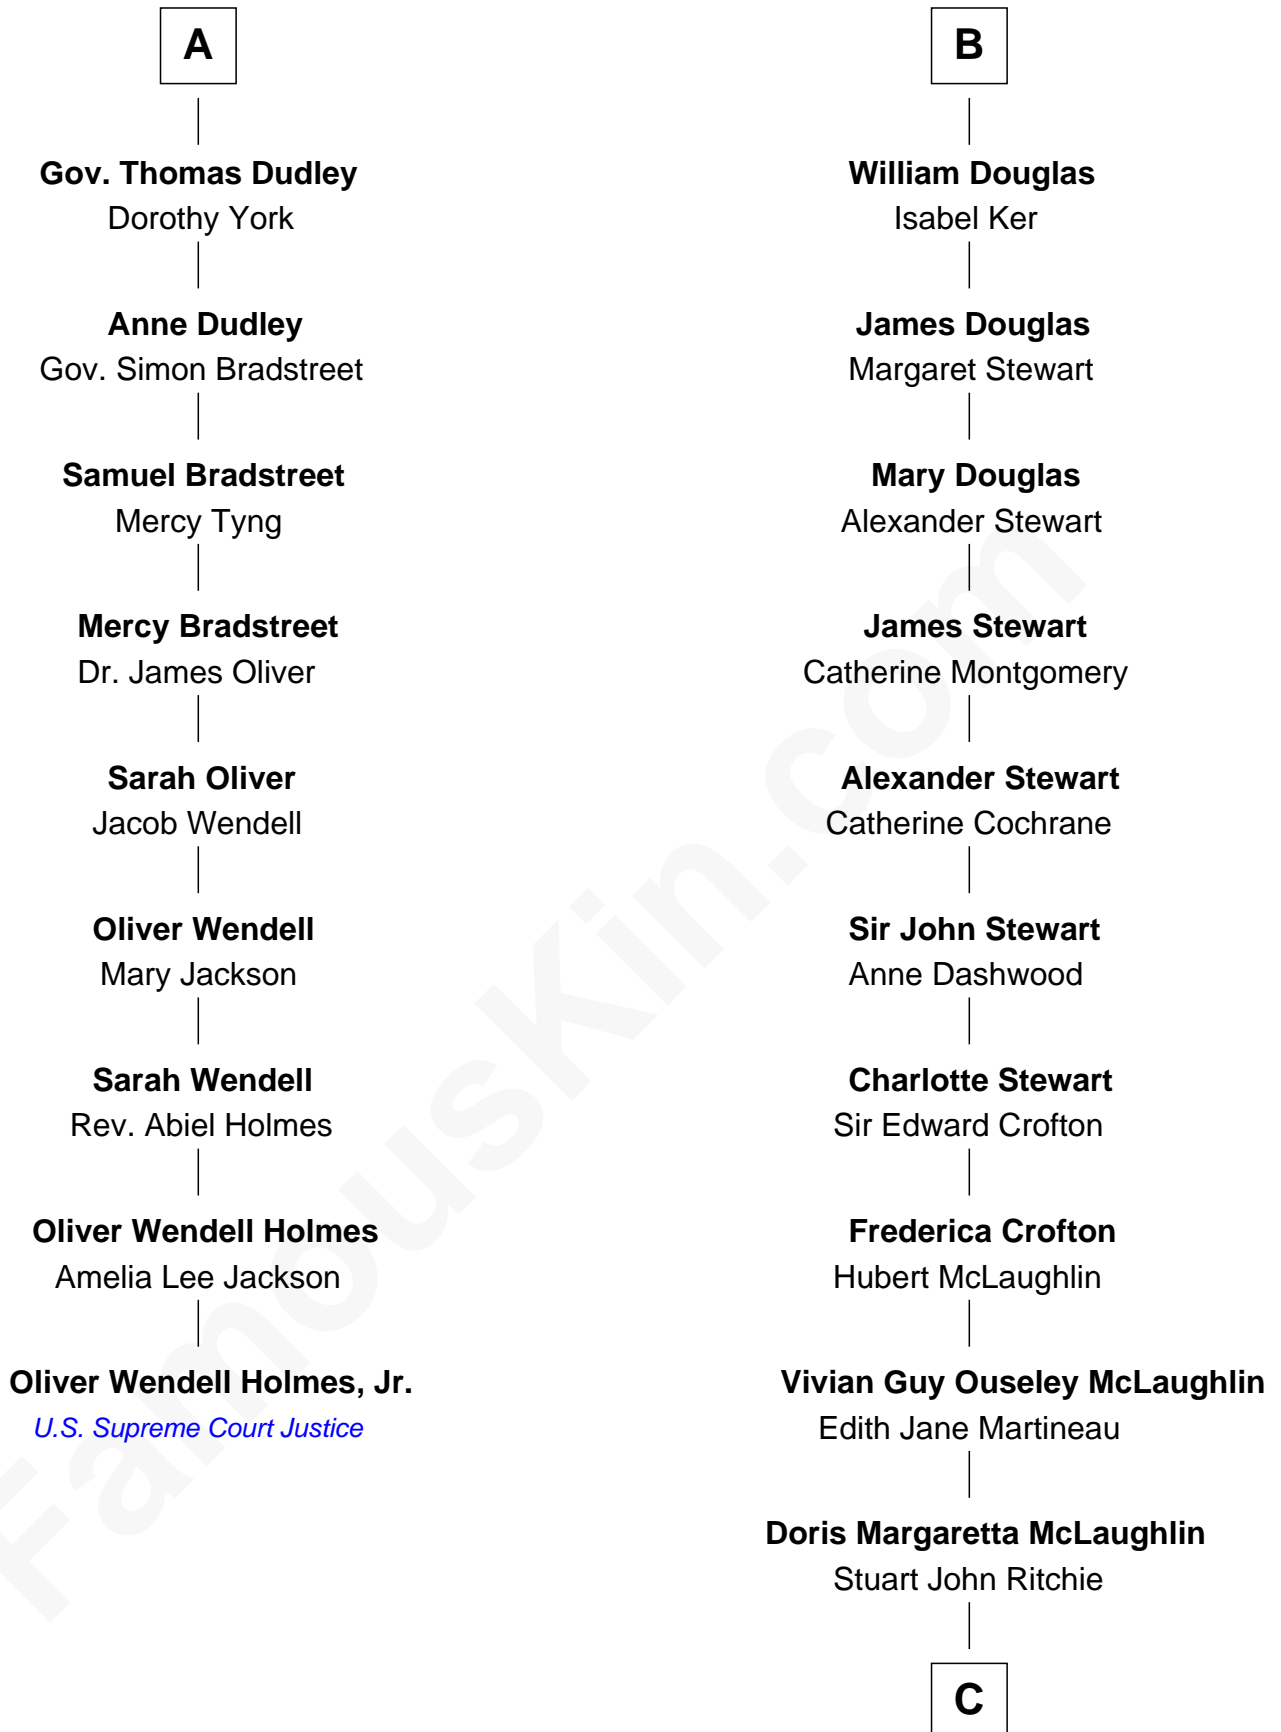 A
Gov. Thomas Dudley
Dorothy York
Anne Dudley
Gov. Simon Bradstreet
Samuel Bradstreet
Mercy Tyng
Mercy Bradstreet
Dr. James Oliver
Sarah Oliver
Jacob Wendell
Oliver Wendell
Mary Jackson
Sarah Wendell
Rev. Abiel Holmes
Oliver Wendell Holmes
Amelia Lee Jackson
Oliver Wendell Holmes, Jr.
U.S. Supreme Court Justice
B
William Douglas
Isabel Ker
James Douglas
Margaret Stewart
Mary Douglas
Alexander Stewart
James Stewart
Catherine Montgomery
Alexander Stewart
Catherine Cochrane
Sir John Stewart
Anne Dashwood
Charlotte Stewart
Sir Edward Crofton
Frederica Crofton
Hubert McLaughlin
Vivian Guy Ouseley McLaughlin
Edith Jane Martineau
Doris Margaretta McLaughlin
Stuart John Ritchie
C
FamousKin.com